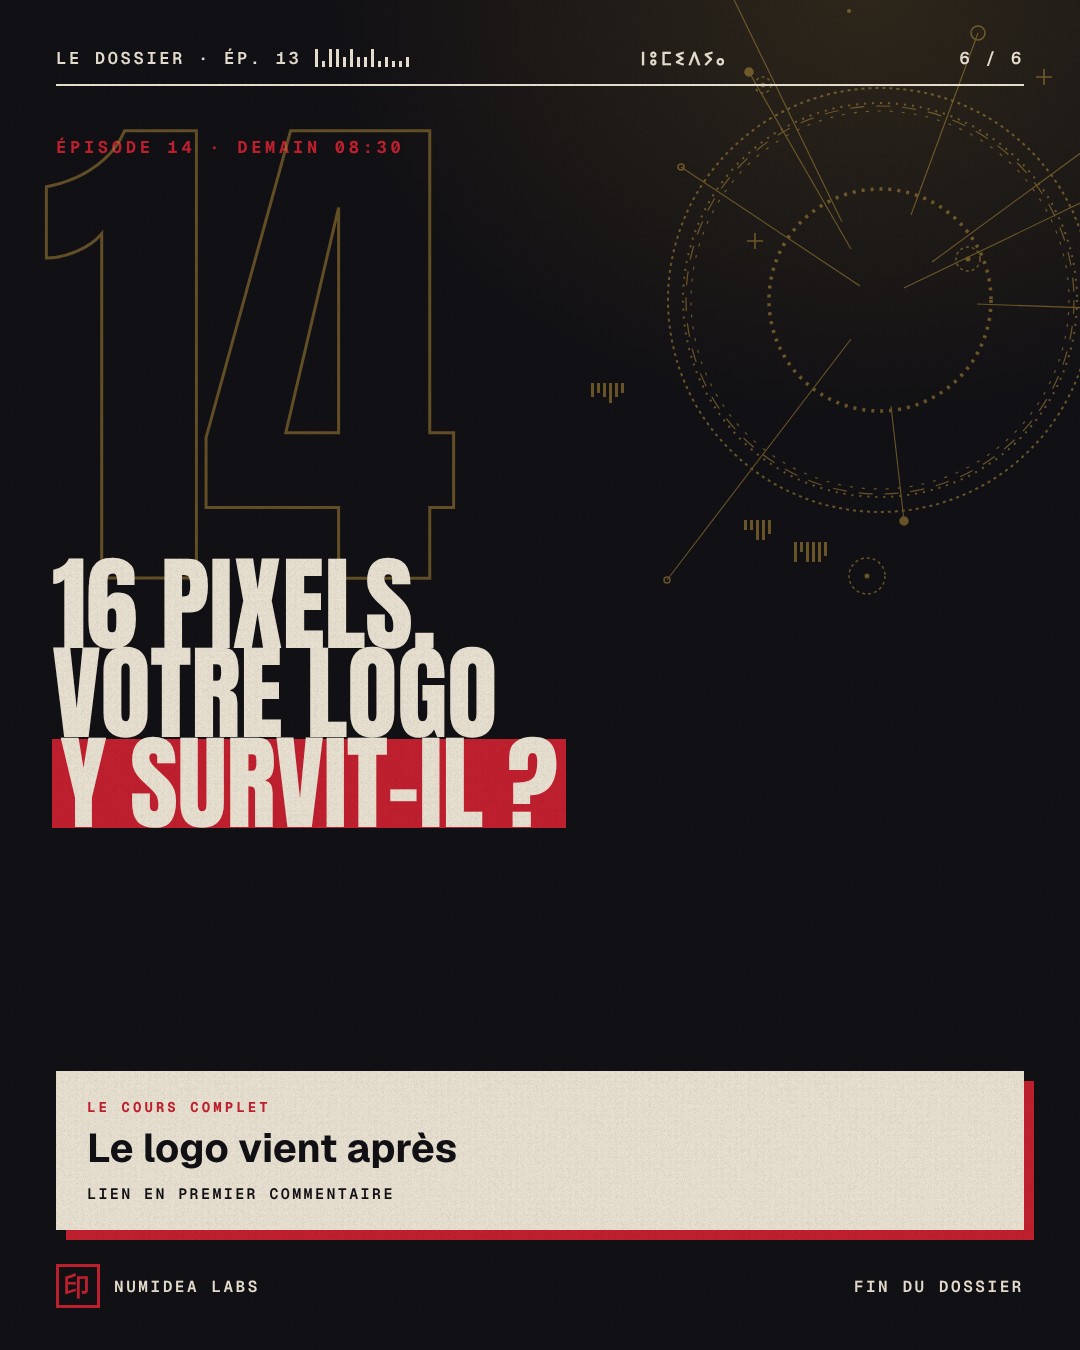 LE DOSSIER · ÉP. 13
ⵏⵓⵎⵉⴷⵢⴰ
6 / 6
ÉPISODE 14 · DEMAIN 08:30
14
16 PIXELS.
VOTRE LOGO
Y SURVIT-IL ?
LE COURS COMPLET
Le logo vient après
LIEN EN PREMIER COMMENTAIRE
印
NUMIDEA LABS
FIN DU DOSSIER